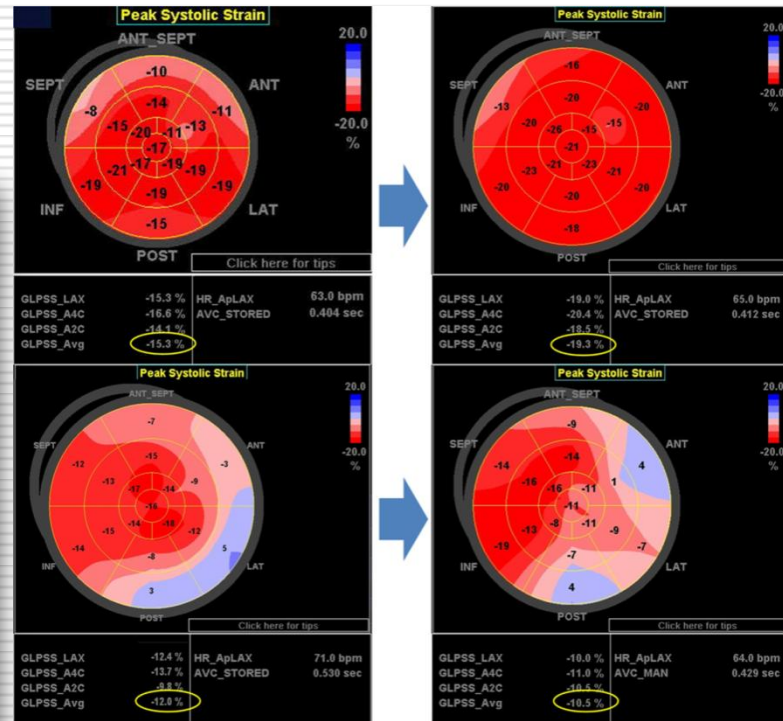 Peak Systolic Strain
20.0
ANT_SEPT
SEPT
ANT
-10
-8
-14
-11
-15
-20
-11
-13
-20.0
%
-17
-21
-17
-19
-19
-19
-19
-19
INF
-15
LAT
POST
Click here for tips
GLPSS_LAX -15.3 % HR_ApLAX 63.0 bpm
GLPSS_A4C -16.6 % AVC_STORED 0.404 sec
GLPSS_A2C -14.1 %
GLPSS_Avg -15.3 %
Peak Systolic Strain
20.0
ANT_SEPT
SEPT
ANT
-16
-13
-20
-20
-20
-26
-15
-15
-20.0
%
-21
-23
-21
-23
-21
-20
-20
-20
INF
-18
LAT
POST
Click here for tips
GLPSS_LAX -19.0 % HR_ApLAX 65.0 bpm
GLPSS_A4C -20.4 % AVC_STORED 0.412 sec
GLPSS_A2C -18.5 %
GLPSS_Avg -19.3 %
Peak Systolic Strain
20.0
ANT_SEPT
SEPT
ANT
-7
-12
-15
-3
-13
-17
-14
-9
-20.0
%
-16
-15
-14
-18
-12
-14
-8
5
INF
3
LAT
POST
Click here for tips
GLPSS_LAX -12.4 % HR_ApLAX 71.0 bpm
GLPSS_A4C -13.7 % AVC_STORED 0.530 sec
GLPSS_A2C -9.8 %
GLPSS_Avg -12.0 %
Peak Systolic Strain
20.0
ANT_SEPT
SEPT
ANT
-9
-14
-14
4
-16
-16
-11
1
-20.0
%
-11
-13
-8
-11
-9
-19
-7
-7
INF
4
LAT
POST
Click here for tips
GLPSS_LAX -10.0 % HR_ApLAX 64.0 bpm
GLPSS_A4C -11.0 % AVC_MAN 0.429 sec
GLPSS_A2C -10.5 %
GLPSS_Avg -10.5 %